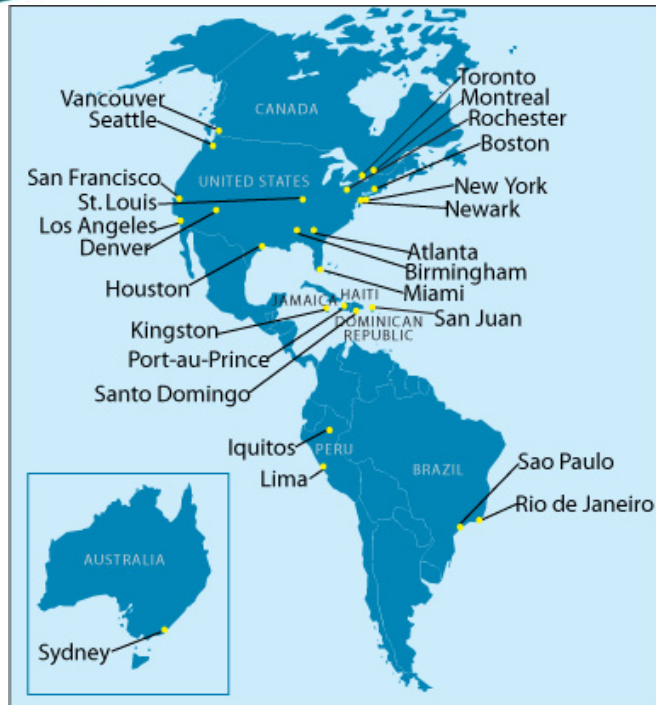 Toronto
Montreal
Rochester
Boston
Vancouver
Seattle
CANADA
San Francisco
St. Louis
Los Angeles
Denver
UNITED STATES
New York
Newark
Atlanta
Birmingham
Miami
Houston
JAMAICA
HAITI
San Juan
Kingston
DOMINICAN
REPUBLIC
Port-au-Prince
Santo Domingo
Iquitos
PERU
Lima
BRAZIL
Sao Paulo
Rio de Janeiro
AUSTRALIA
Sydney